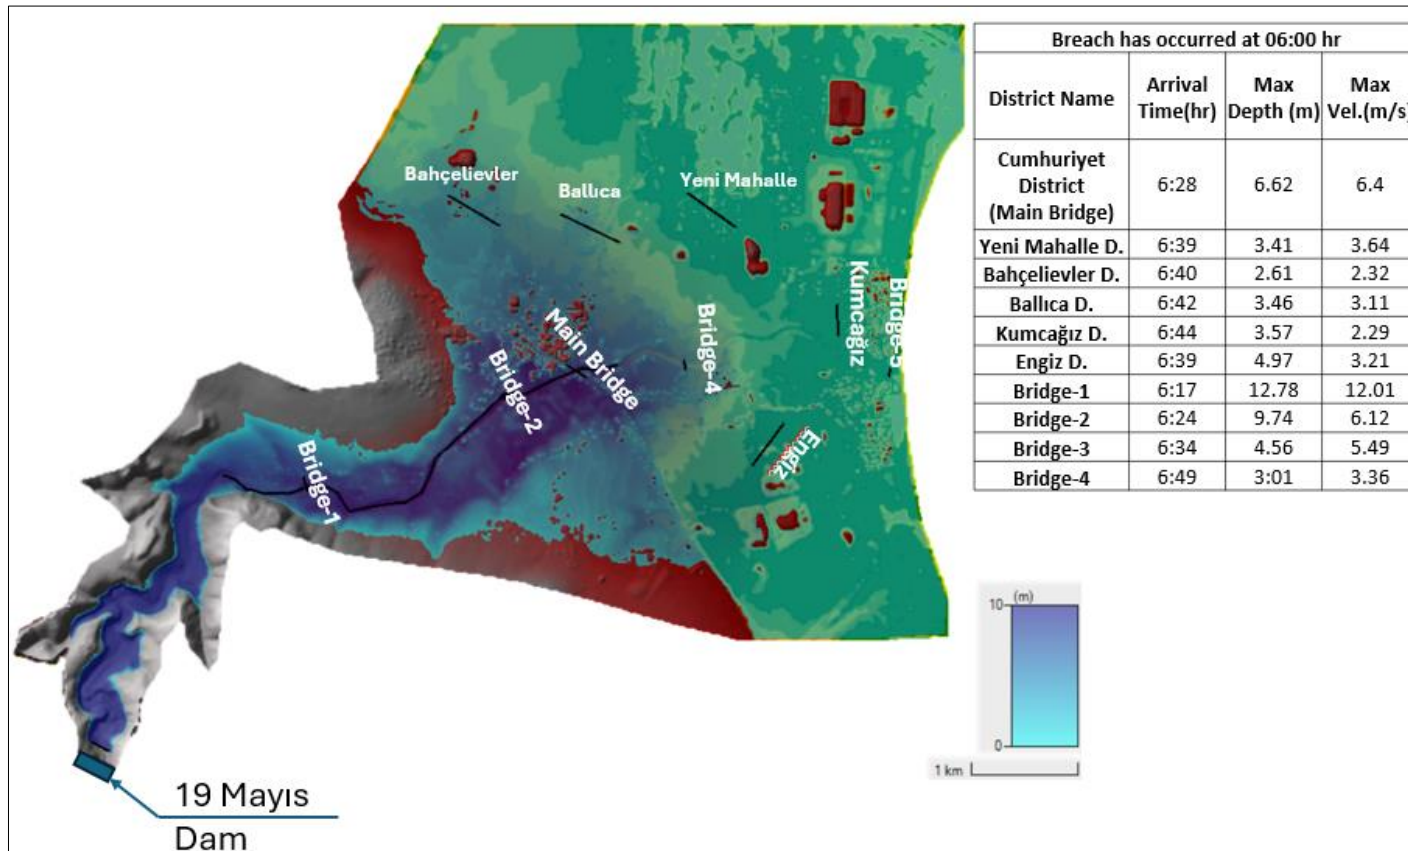 Bahçelievler
Ballıca
Yeni Mahalle
Kumcağız
Bridge-5
Bridge-4
Main Bridge
Bridge-2
Engiz
Bridge-1
19 Mayıs
Dam
Breach has occurred at 06:00 hr
District Name Arrival Time(hr) Max Depth (m) Max Vel.(m/s)
Cumhuriyet
District 6:28 6.62 6.4
(Main Bridge)
Yeni Mahalle D. 6:39 3.41 3.64
Bahçelievler D. 6:40 2.61 2.32
Ballıca D. 6:42 3.46 3.11
Kumcağız D. 6:44 3.57 2.29
Engiz D. 6:39 4.97 3.21
Bridge-1 6:17 12.78 12.01
Bridge-2 6:24 9.74 6.12
Bridge-3 6:34 4.56 5.49
Bridge-4 6:49 3:01 3.36
10 (m)
0
1 km